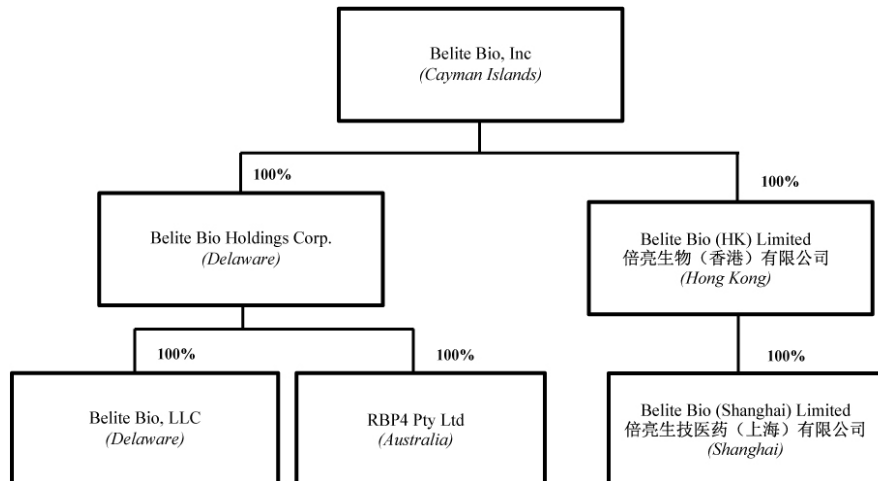 Belite Bio, Inc
(Cayman Islands)
100%
100%
Belite Bio Holdings Corp.
(Delaware)
Belite Bio (HK) Limited
倍亮生物（香港）有限公司
(Hong Kong)
100%
100%
100%
Belite Bio, LLC
(Delaware)
RBP4 Pty Ltd
(Australia)
Belite Bio (Shanghai) Limited
倍亮生技医药（上海）有限公司
(Shanghai)